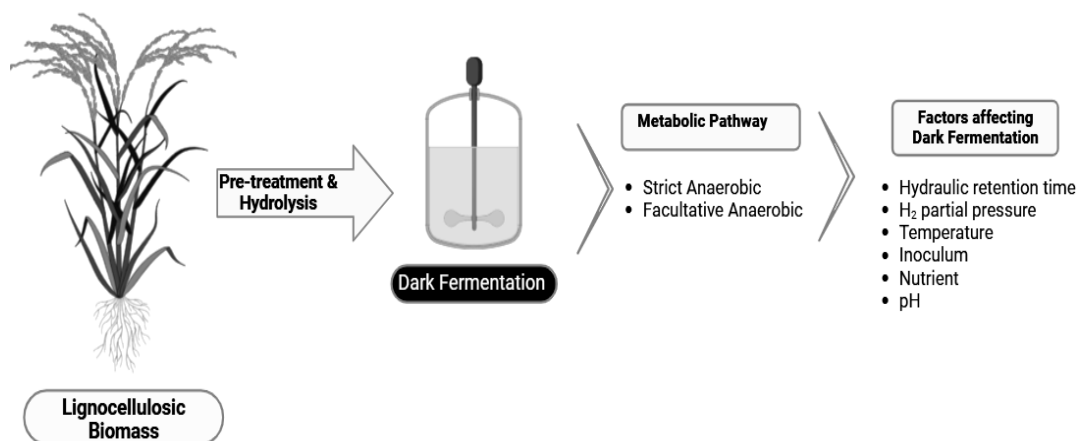 Pre-treatment &
Hydrolysis
Lignocellulosic
Biomass
Dark Fermentation
Metabolic Pathway
• Strict Anaerobic
• Facultative Anaerobic
Factors affecting
Dark Fermentation
• Hydraulic retention time
• H₂ partial pressure
• Temperature
• Inoculum
• Nutrient
• pH